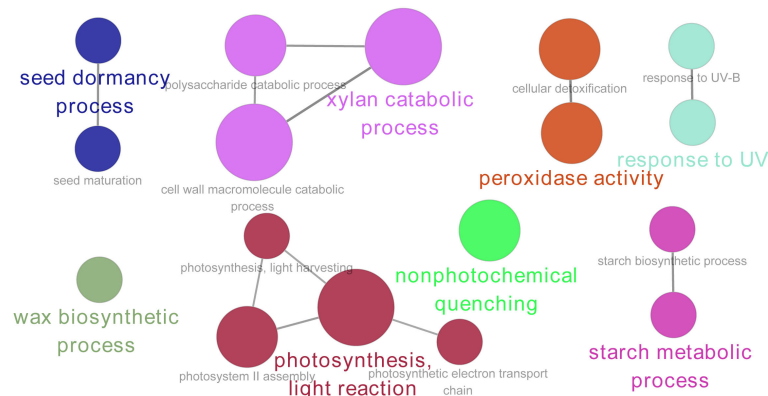 seed dormancy
process
seed maturation
polysaccharide catabolic process
xylan catabolic
process
cell wall macromolecule catabolic
process
cellular detoxification
peroxidase activity
response to UV-B
response to UV
wax biosynthetic
process
photosynthesis, light harvesting
photosystem II assembly
photosynthesis,
light reaction
photosynthetic electron transport
chain
nonphotochemical
quenching
starch biosynthetic process
starch metabolic
process